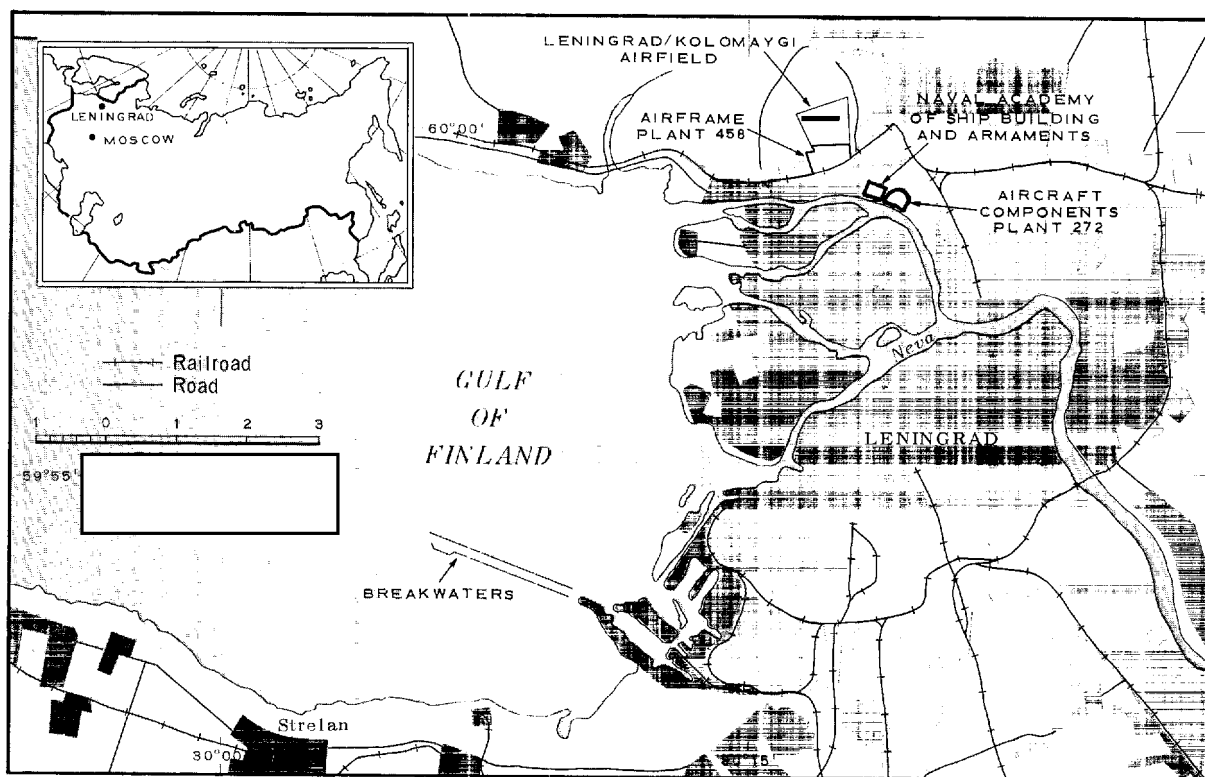 LENINGRAD
MOSCOW
LENINGRAD/KOLOMAYGI
AIRFIELD
60°00'
AIRFRAME
PLANT 458
NAVAL ACADEMY
OF SHIP BUILDING
AND ARMAMENTS
AIRCRAFT
COMPONENTS
PLANT 272
Railroad
Road
1 0 1 2 3
59°55'
GULF
OF
FINLAND
Neva
LENINGRAD
BREAKWATERS
Strelan
30°00'
15'